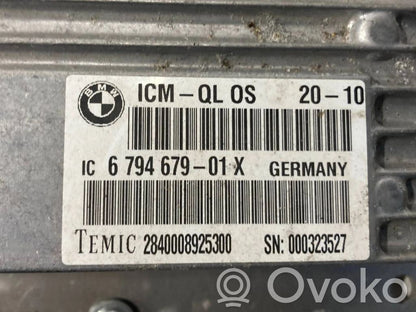 BMW
ICM-QL OS 20-10
IC 6 794 679-01 X GERMANY
TEMIC 2840008925300 SN: 000323527
Ovoko